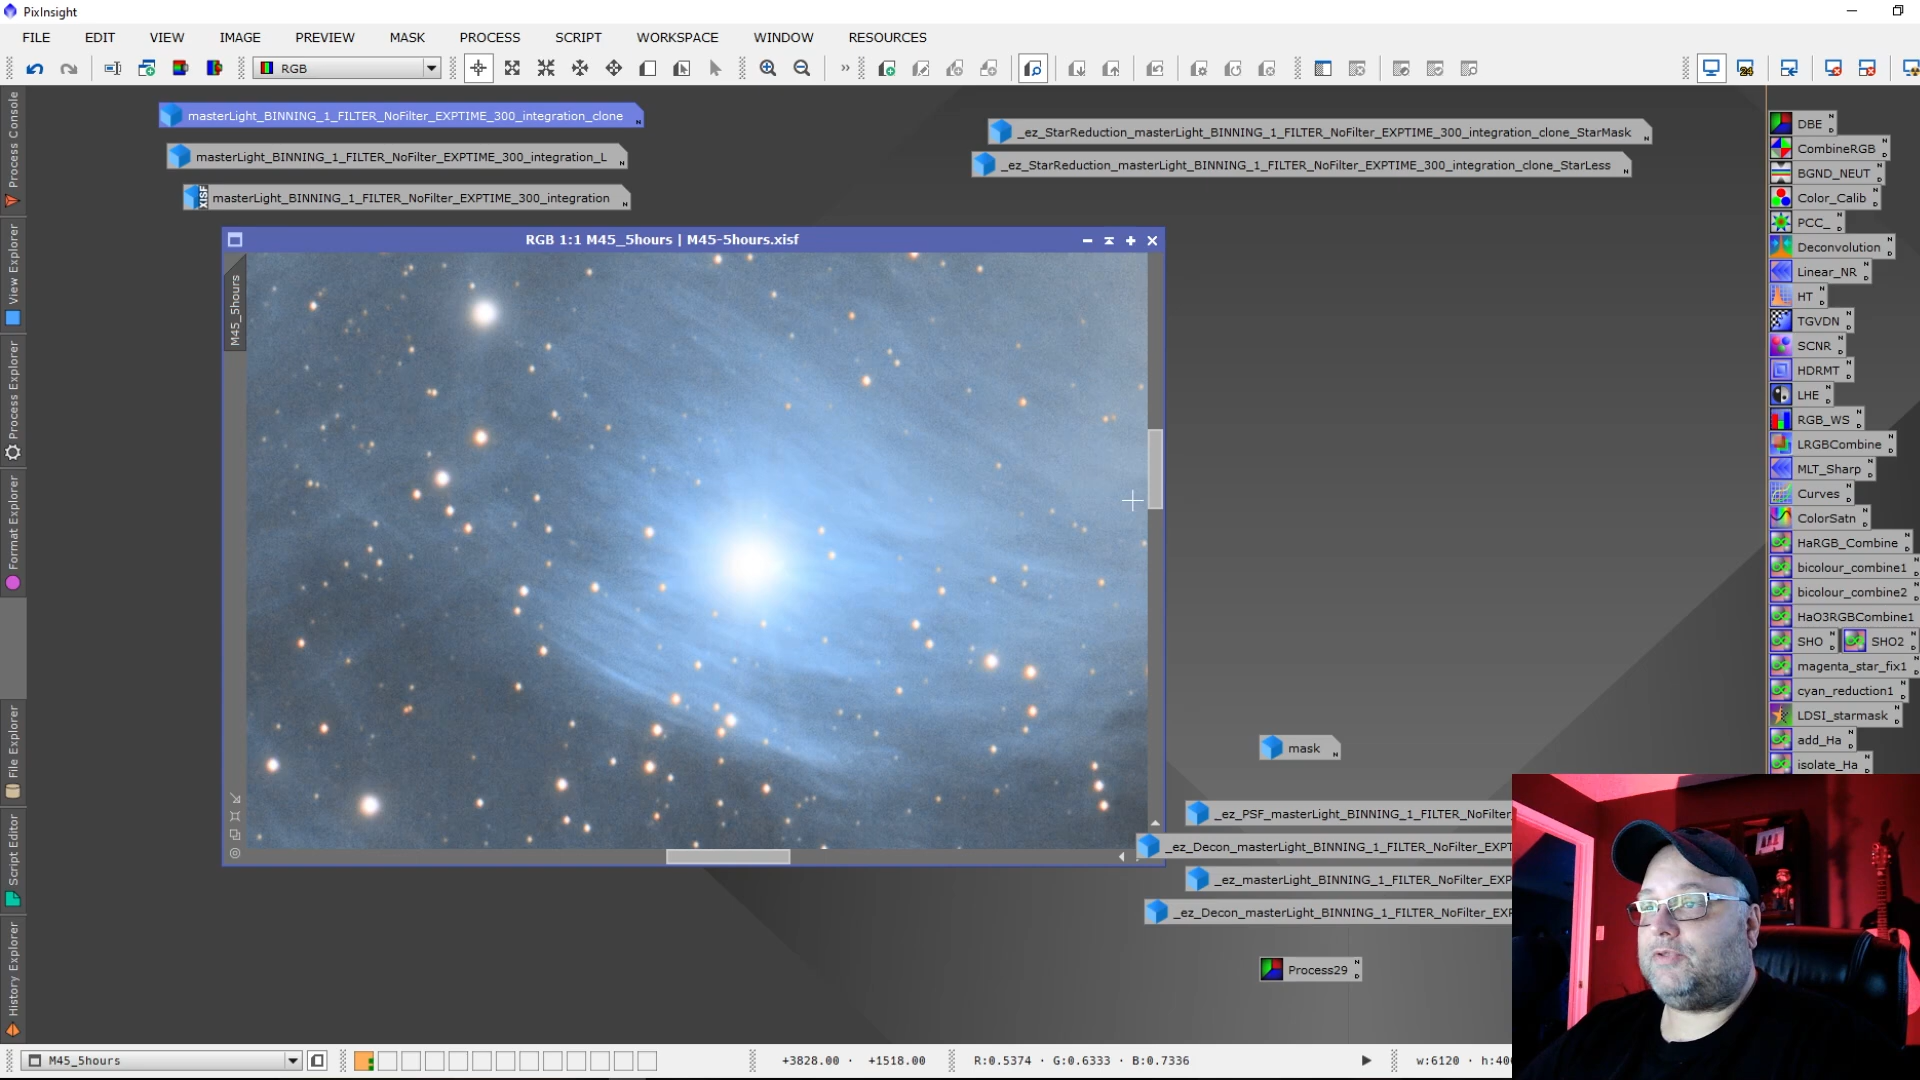 PixInsight
FILE EDIT VIEW IMAGE PREVIEW MASK PROCESS SCRIPT WORKSPACE WINDOW RESOURCES
RGB
24
masterLight_BINNING_1_FILTER_NoFilter_EXPTIME_300_integration_clone
masterLight_BINNING_1_FILTER_NoFilter_EXPTIME_300_integration_L
XISF
masterLight_BINNING_1_FILTER_NoFilter_EXPTIME_300_integration
_ez_StarReduction_masterLight_BINNING_1_FILTER_NoFilter_EXPTIME_300_integration_clone_StarMask
_ez_StarReduction_masterLight_BINNING_1_FILTER_NoFilter_EXPTIME_300_integration_clone_StarLess
RGB 1:1 M45_5hours | M45-5hours.xisf
M45_5hours
Process Console
View Explorer
Process Explorer
Format Explorer
File Explorer
Script Editor
History Explorer
DBE
CombineRGB
BGND_NEUT
Color_Calib
PCC_
Deconvolution
Linear_NR
HT
TGVDN
SCNR
HDRMT
LHE
RGB_WS
LRGBCombine
MLT_Sharp
Curves
ColorSatn
HaRGB_Combine
bicolour_combine1
bicolour_combine2
HaO3RGBCombine1
SHO SHO2
magenta_star_fix1
cyan_reduction1
LDSI_starmask
add_Ha
isolate_Ha
mask
_ez_PSF_masterLight_BINNING_1_FILTER_NoFilter
_ez_Decon_masterLight_BINNING_1_FILTER_NoFilter_EXPT
_ez_masterLight_BINNING_1_FILTER_NoFilter_EXP
_ez_Decon_masterLight_BINNING_1_FILTER_NoFilter_EXP
Process29
M45_5hours
+3828.00 · +1518.00 R:0.5374 · G:0.6333 · B:0.7336 w:6120 · h:40